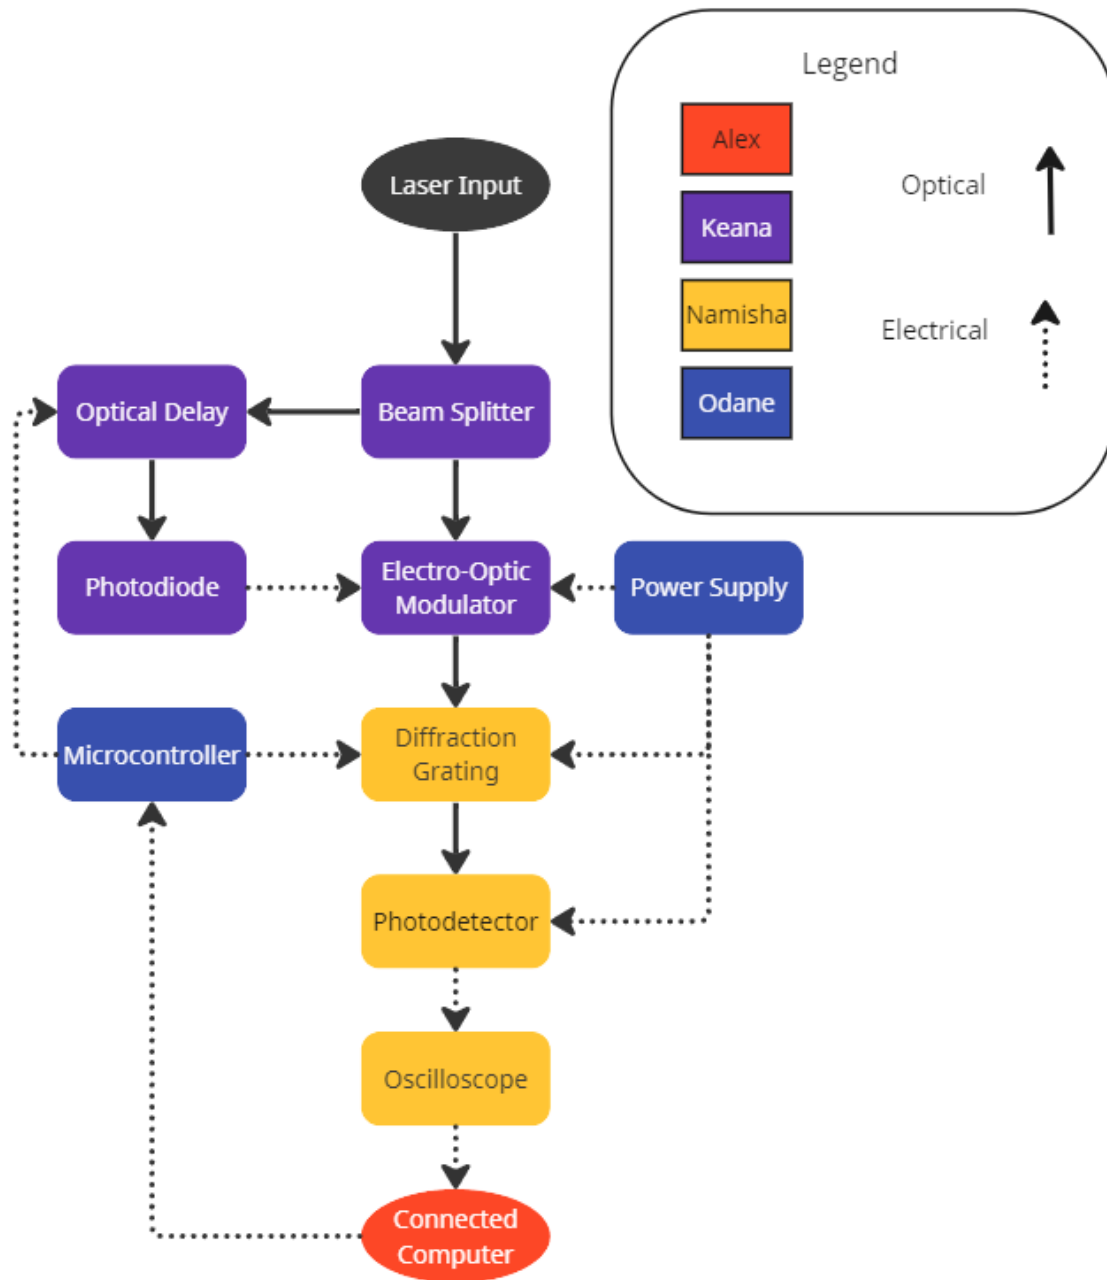 Legend
Alex
Keana
Namisha
Odane
Optical
Electrical
Laser Input
Optical Delay
Beam Splitter
Photodiode
Electro-Optic
Modulator
Power Supply
Microcontroller
Diffraction
Grating
Photodetector
Oscilloscope
Connected
Computer